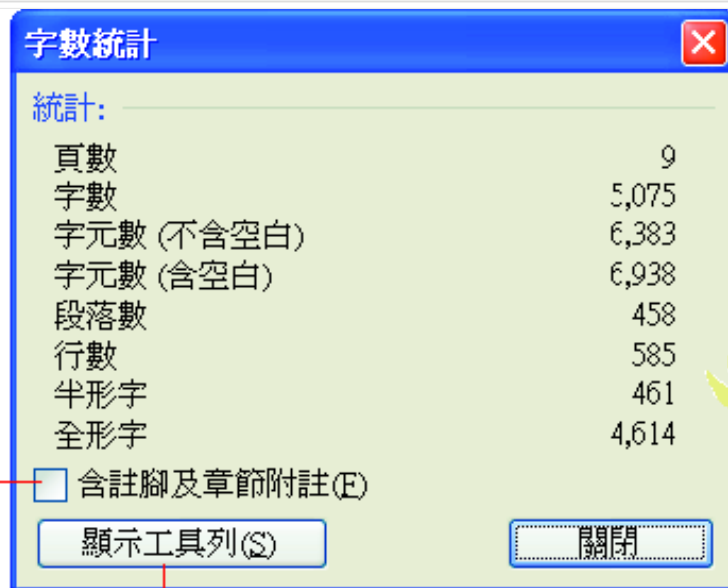 字數統計
統計:
頁數 9
字數 5,075
字元數 (不含空白) 6,383
字元數 (含空白) 6,938
段落數 458
行數 585
半形字 461
全形字 4,614
含註腳及章節附註(F)
顯示工具列(S) 關閉